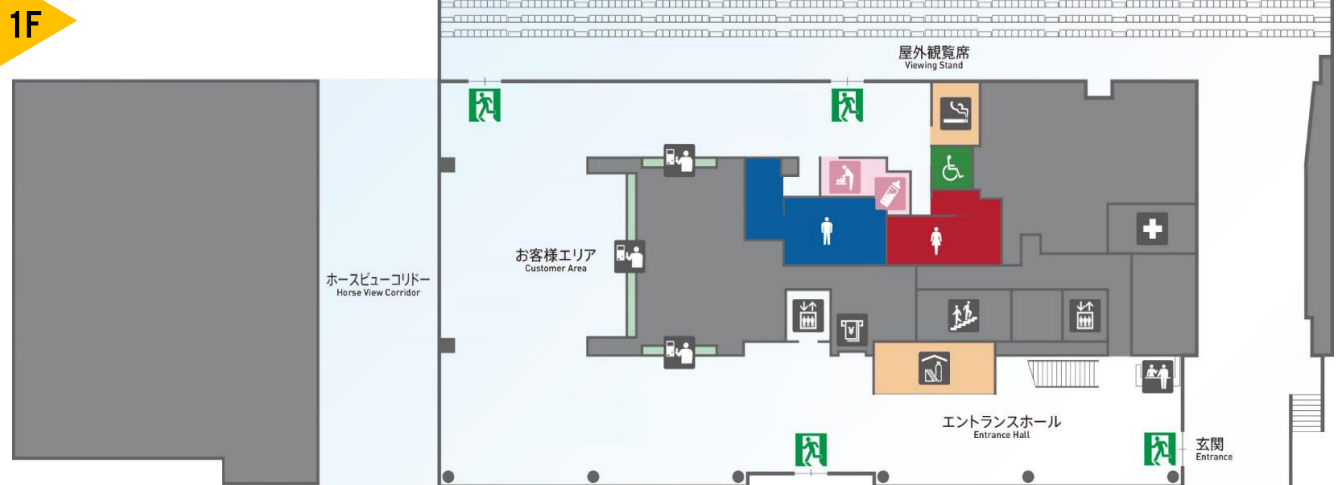 1F
屋外観覧席
Viewing Stand
お客様エリア
Customer Area
ホースビューコリドー
Horse View Corridor
¥
エントランスホール
Entrance Hall
玄関
Entrance